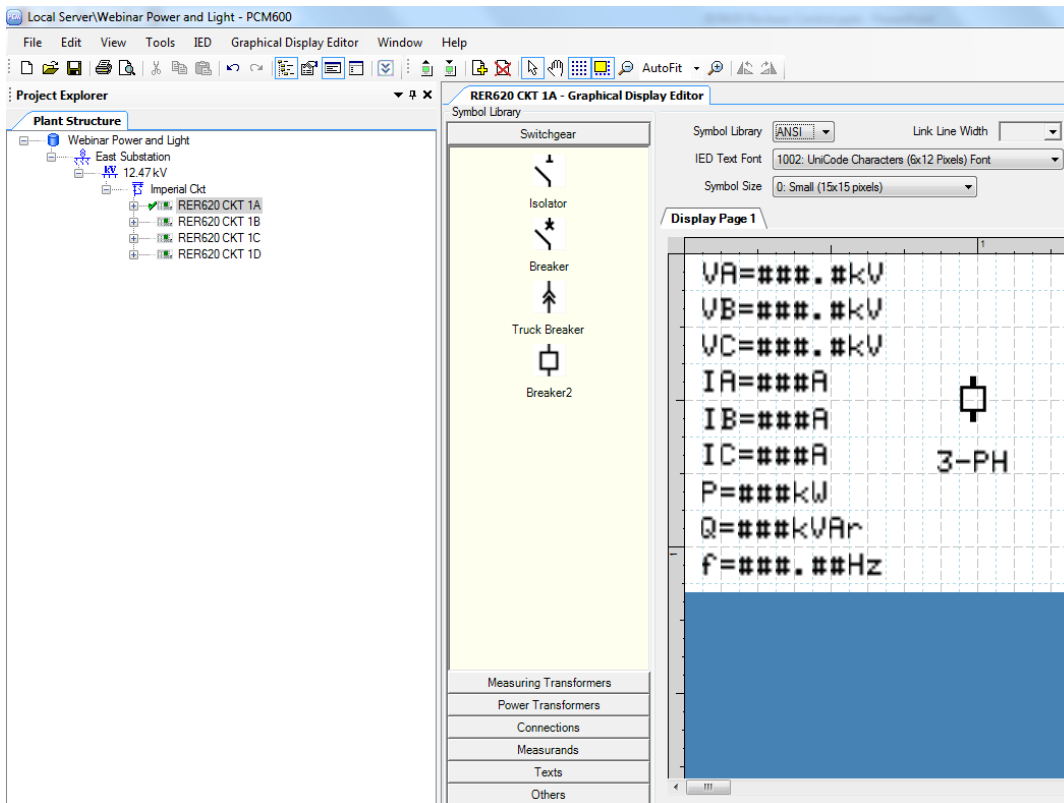 Local Server\Webinar Power and Light - PCM600
File Edit View Tools IED Graphical Display Editor Window Help
AutoFit
Project Explorer
Plant Structure
Webinar Power and Light
East Substation
kV 12.47 kV
Imperial Ckt
RER620 CKT 1A
RER620 CKT 1B
RER620 CKT 1C
RER620 CKT 1D
RER620 CKT 1A - Graphical Display Editor
Symbol Library
Switchgear
Isolator
Breaker
Truck Breaker
Breaker2
Measuring Transformers
Power Transformers
Connections
Measurands
Texts
Others
Symbol Library ANSI Link Line Width
IED Text Font 1002: UniCode Characters (6x12 Pixels) Font
Symbol Size 0: Small (15x15 pixels)
Display Page 1
1
VA=###.#kV
VB=###.#kV
VC=###.#kV
IA=###A
IB=###A
IC=###A
3-PH
P=###kW
Q=###kVAr
f=###.##Hz